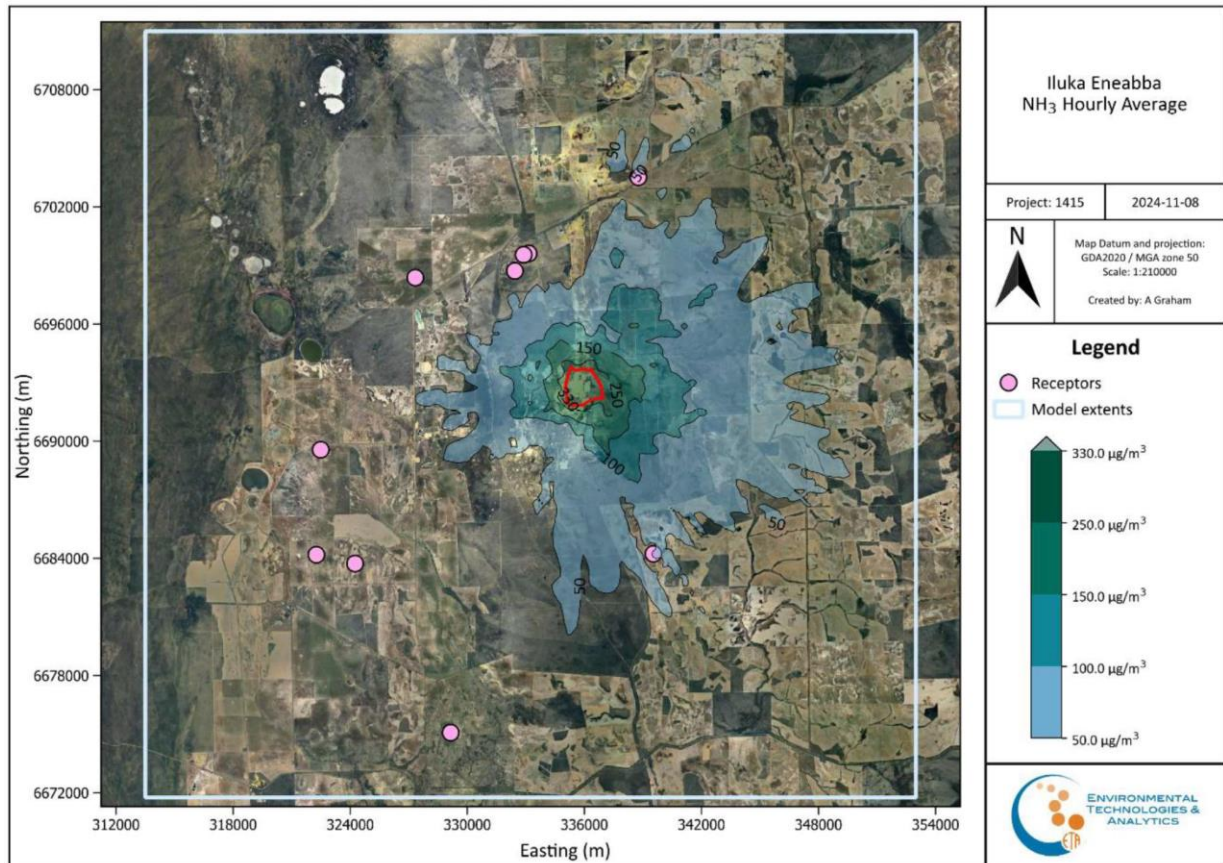 Iluka Eneabba
NH₃ Hourly Average
Project: 1415
2024-11-08
N
Map Datum and projection:
GDA2020 / MGA zone 50
Scale: 1:210000
Created by: A Graham
Legend
Receptors
Model extents
330.0 µg/m³
250.0 µg/m³
150.0 µg/m³
100.0 µg/m³
50.0 µg/m³
ENVIRONMENTAL
TECHNOLOGIES &
ANALYTICS
ETA
Northing (m)
6708000
6702000
6696000
6690000
6684000
6678000
6672000
50
50
150
250
330
100
50
50
312000
318000
324000
330000
336000
342000
348000
354000
Easting (m)